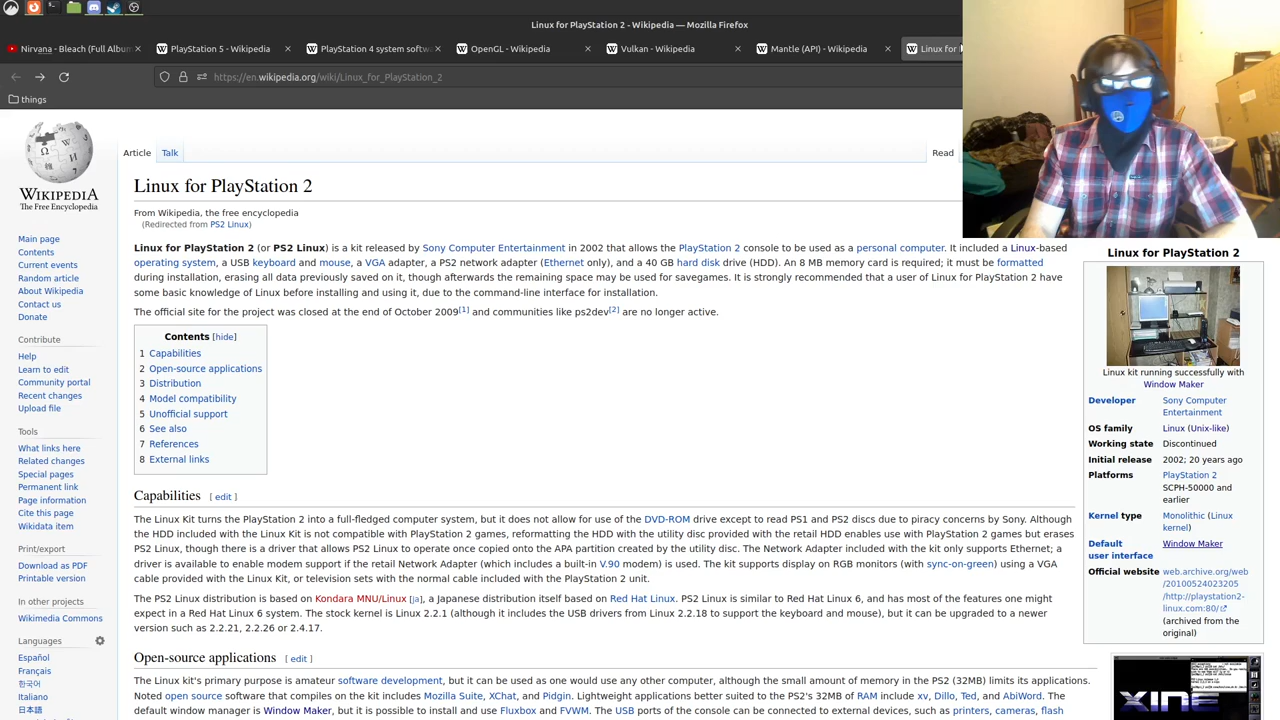 Linux for PlayStation 2 - Wikipedia — Mozilla Firefox
Nirvana - Bleach (Full Album
PlayStation 5 - Wikipedia
PlayStation 4 system softwa
OpenGL - Wikipedia
Vulkan - Wikipedia
Mantle (API) - Wikipedia
Linux for
https://en.wikipedia.org/wiki/Linux_for_PlayStation_2
things
WIKIPEDIA
The Free Encyclopedia
Main page
Contents
Current events
Random article
About Wikipedia
Contact us
Donate
Contribute
Help
Learn to edit
Community portal
Recent changes
Upload file
Tools
What links here
Related changes
Special pages
Permanent link
Page information
Cite this page
Wikidata item
Print/export
Download as PDF
Printable version
In other projects
Wikimedia Commons
Languages
Español
Français
한국어
Italiano
日本語
Article
Talk
Read
Linux for PlayStation 2
From Wikipedia, the free encyclopedia
(Redirected from PS2 Linux)
Linux for PlayStation 2 (or PS2 Linux) is a kit released by Sony Computer Entertainment in 2002 that allows the PlayStation 2 console to be used as a personal computer. It included a Linux-based
operating system, a USB keyboard and mouse, a VGA adapter, a PS2 network adapter (Ethernet only), and a 40 GB hard disk drive (HDD). An 8 MB memory card is required; it must be formatted
during installation, erasing all data previously saved on it, though afterwards the remaining space may be used for savegames. It is strongly recommended that a user of Linux for PlayStation 2 have
some basic knowledge of Linux before installing and using it, due to the command-line interface for installation.
The official site for the project was closed at the end of October 2009[1] and communities like ps2dev[2] are no longer active.
Contents [hide]
1 Capabilities
2 Open-source applications
3 Distribution
4 Model compatibility
5 Unofficial support
6 See also
7 References
8 External links
Capabilities [ edit ]
The Linux Kit turns the PlayStation 2 into a full-fledged computer system, but it does not allow for use of the DVD-ROM drive except to read PS1 and PS2 discs due to piracy concerns by Sony. Although
the HDD included with the Linux Kit is not compatible with PlayStation 2 games, reformatting the HDD with the utility disc provided with the retail HDD enables use with PlayStation 2 games but erases
PS2 Linux, though there is a driver that allows PS2 Linux to operate once copied onto the APA partition created by the utility disc. The Network Adapter included with the kit only supports Ethernet; a
driver is available to enable modem support if the retail Network Adapter (which includes a built-in V.90 modem) is used. The kit supports display on RGB monitors (with sync-on-green) using a VGA
cable provided with the Linux Kit, or television sets with the normal cable included with the PlayStation 2 unit.
The PS2 Linux distribution is based on Kondara MNU/Linux [ja], a Japanese distribution itself based on Red Hat Linux. PS2 Linux is similar to Red Hat Linux 6, and has most of the features one might
expect in a Red Hat Linux 6 system. The stock kernel is Linux 2.2.1 (although it includes the USB drivers from Linux 2.2.18 to support the keyboard and mouse), but it can be upgraded to a newer
version such as 2.2.21, 2.2.26 or 2.4.17.
Open-source applications [ edit ]
The Linux kit's primary purpose is amateur software development, but it can be used as one would use any other computer, although the small amount of memory in the PS2 (32MB) limits its applications.
Noted open source software that compiles on the kit includes Mozilla Suite, XChat, and Pidgin. Lightweight applications better suited to the PS2's 32MB of RAM include xv, Dillo, Ted, and AbiWord. The
default window manager is Window Maker, but it is possible to install and use Fluxbox and FVWM. The USB ports of the console can be connected to external devices, such as printers, cameras, flash
Linux for PlayStation 2
Linux kit running successfully with
Window Maker
Developer Sony Computer
Entertainment
OS family Linux (Unix-like)
Working state Discontinued
Initial release 2002; 20 years ago
Platforms PlayStation 2
SCPH-50000 and
earlier
Kernel type Monolithic (Linux
kernel)
Default Window Maker
user interface
Official website web.archive.org/web
/20100524023205
/http://playstation2-
linux.com:80/
(archived from the
original)
XINE